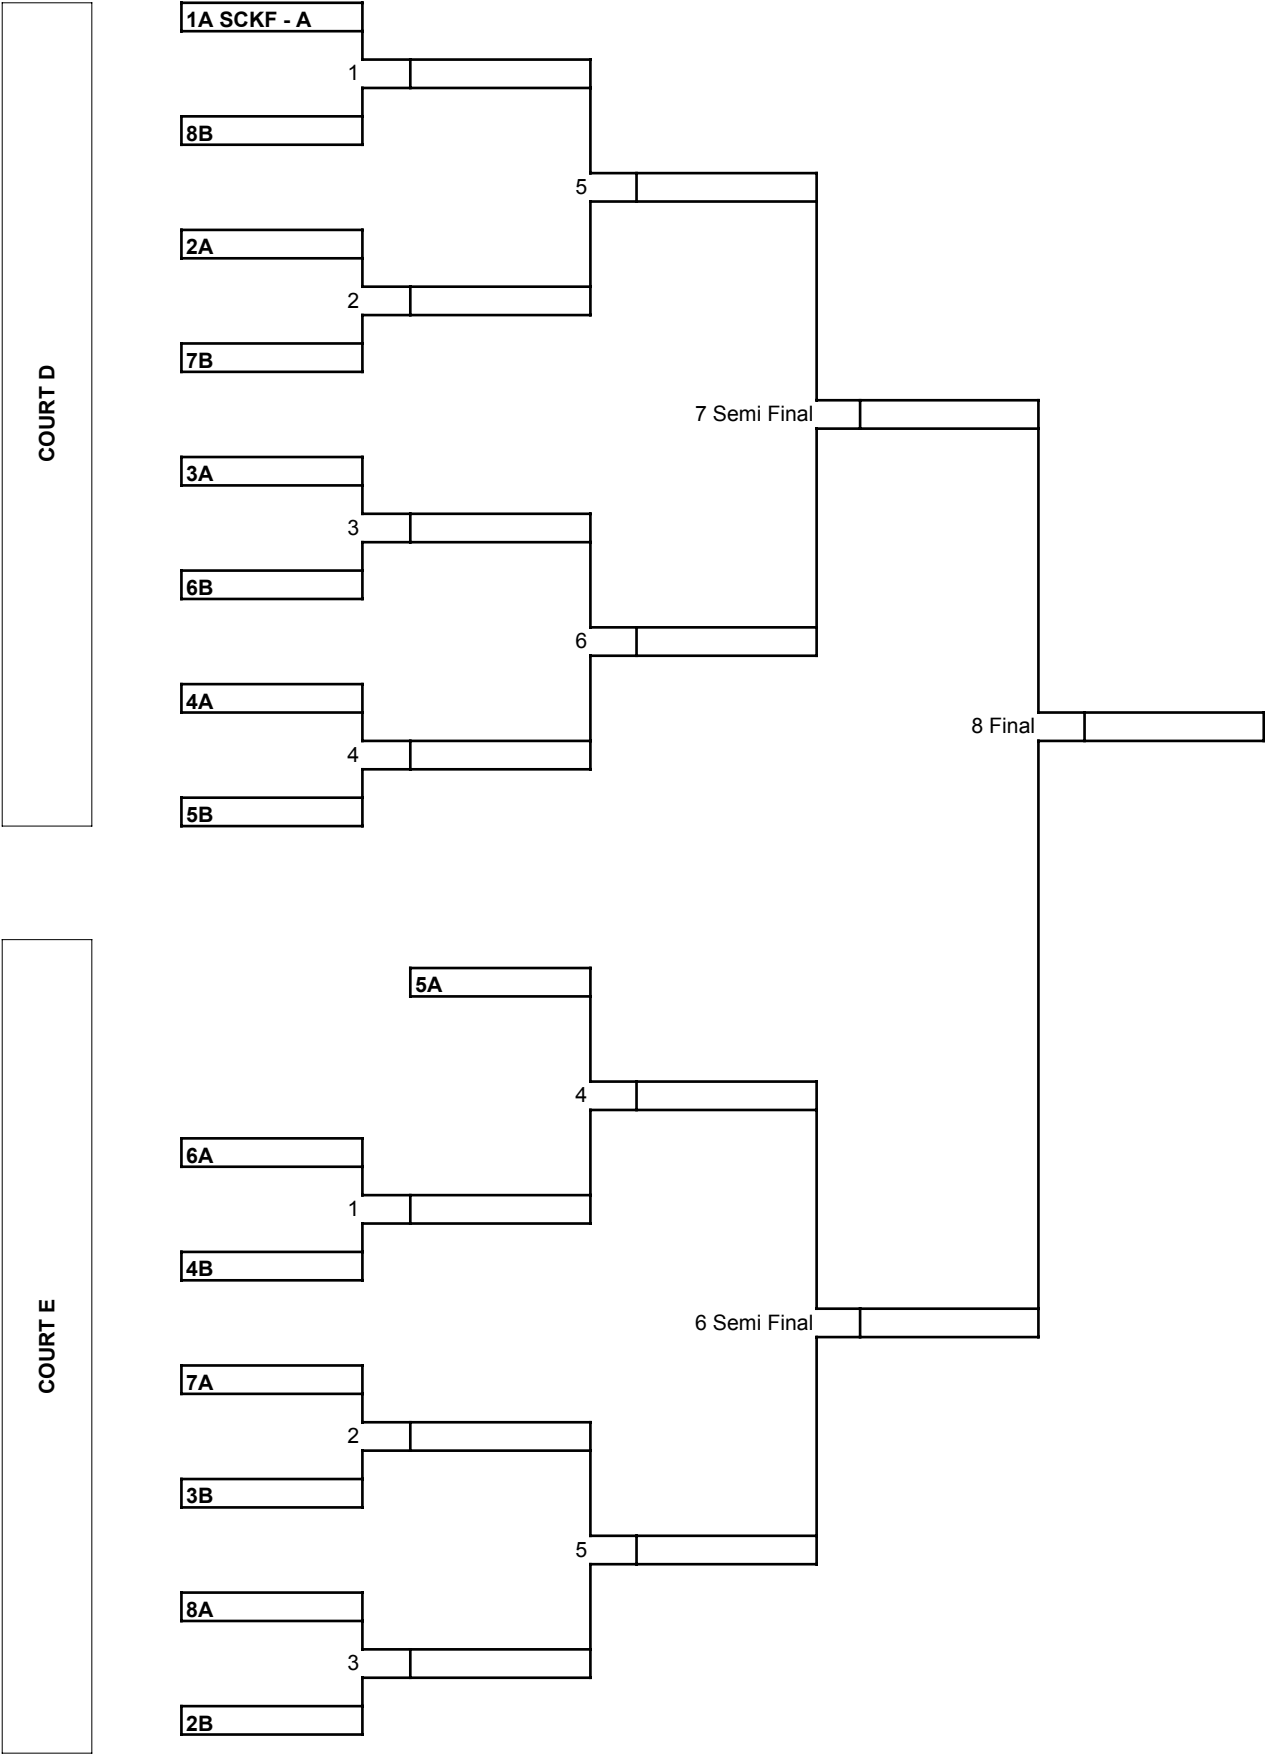 1A SCKF - A
1
8B
5
2A
2
7B
COURT D
7 Semi Final
3A
3
6B
6
4A
8 Final
4
5B
5A
4
6A
1
4B
COURT E
6 Semi Final
7A
2
3B
5
8A
3
2B